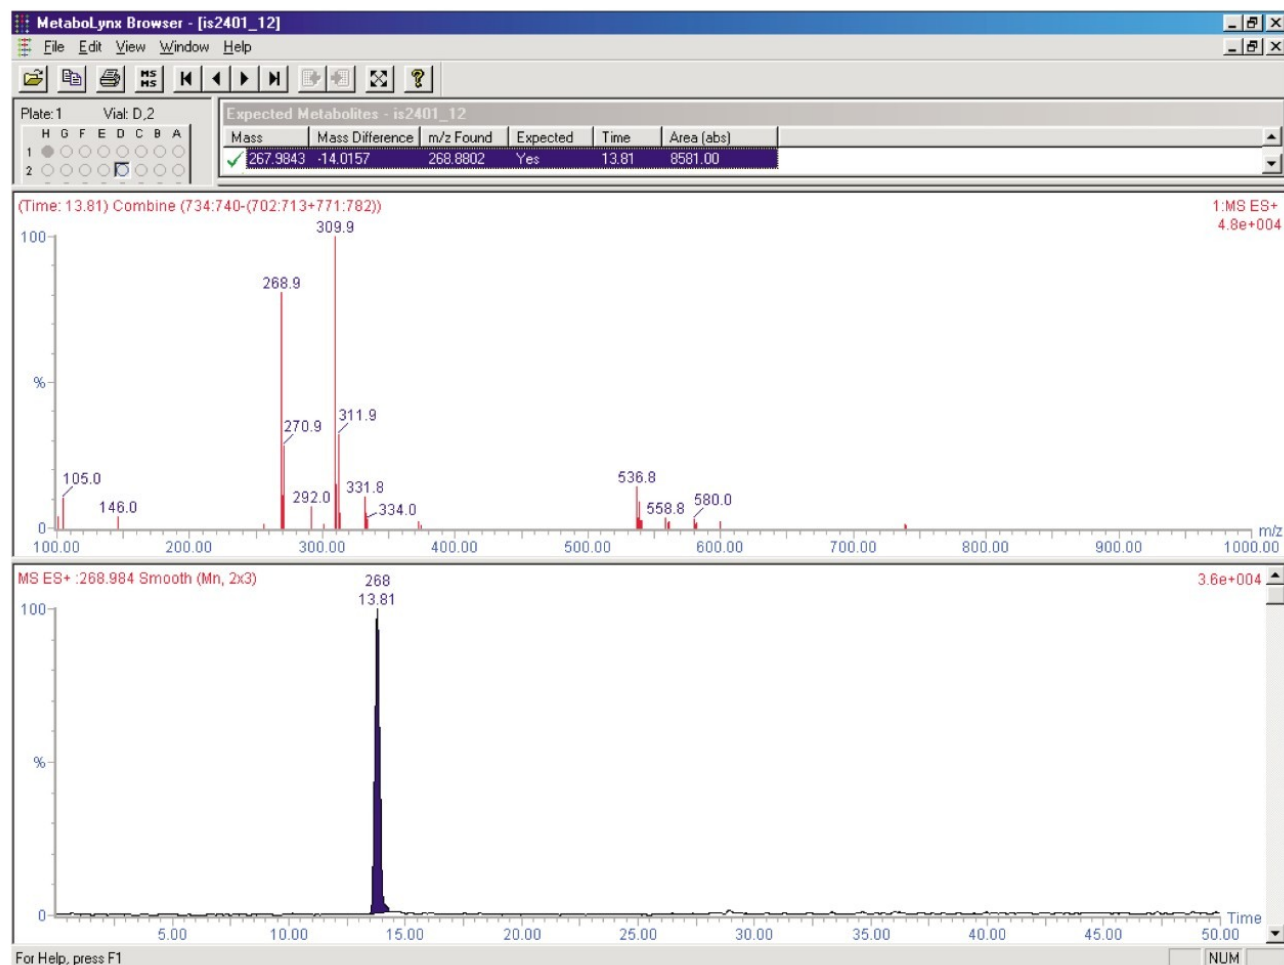 MetaboLynx Browser - [is2401_12]
File Edit View Window Help
MS
MS
Plate:1 Vial: D,2
H G F E D C B A
1
2
Expected Metabolites - is2401_12
Mass Mass Difference m/z Found Expected Time Area (abs)
267.9843 -14.0157 268.8802 Yes 13.81 8581.00
(Time: 13.81) Combine (734:740-(702:713+771:782))
1:MS ES+
4.8e+004
100
%
0
309.9
268.9
270.9
311.9
105.0
146.0
292.0
331.8
334.0
536.8
558.8
580.0
100.00 200.00 300.00 400.00 500.00 600.00 700.00 800.00 900.00 1000.00 m/z
MS ES+ :268.984 Smooth (Mn, 2x3)
3.6e+004
268
13.81
100
%
0
5.00 10.00 15.00 20.00 25.00 30.00 35.00 40.00 45.00 50.00 Time
For Help, press F1
NUM